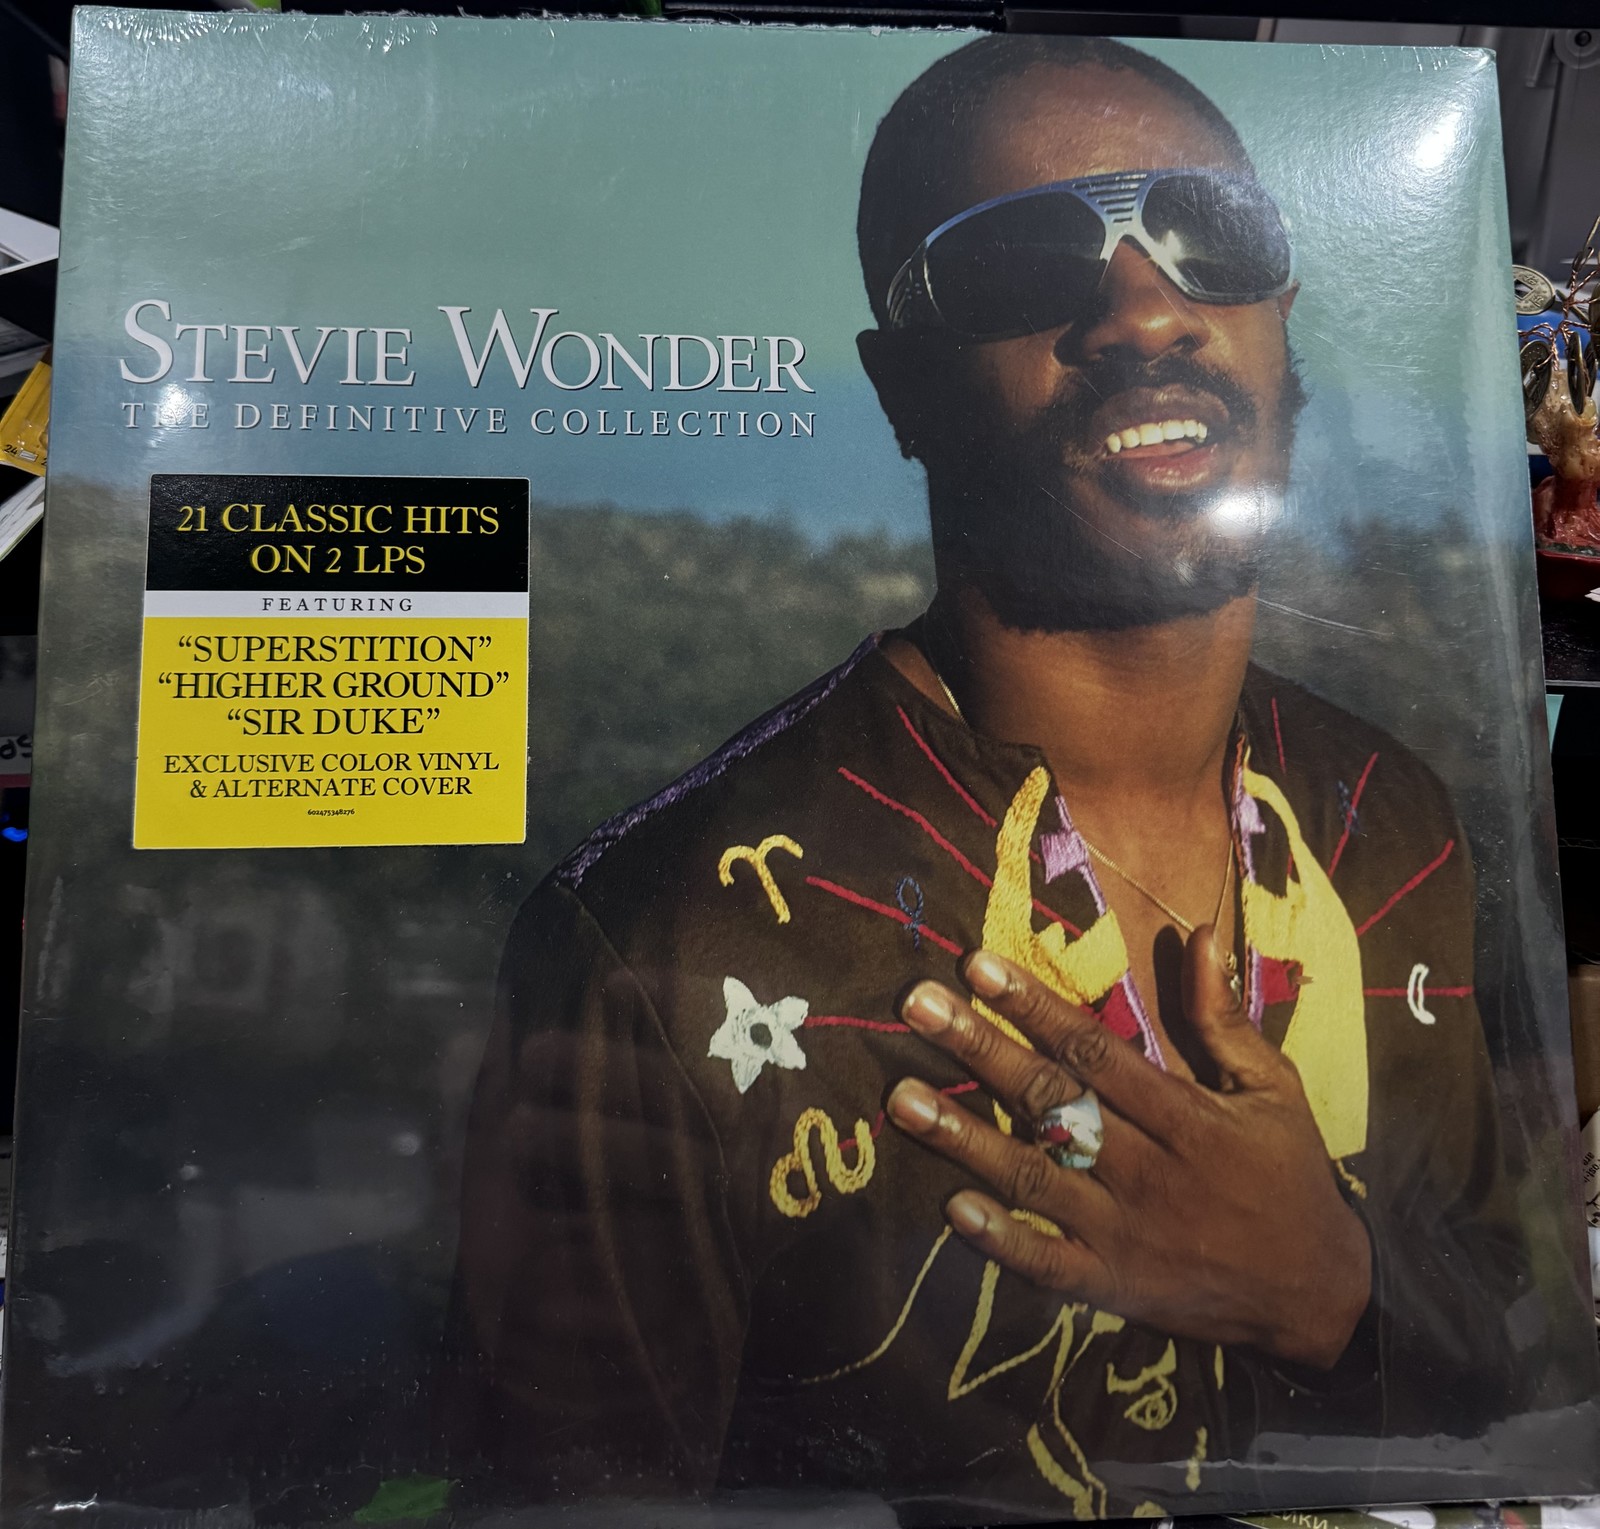 STEVIE WONDER
THE DEFINITIVE COLLECTION
21 CLASSIC HITS
ON 2 LPS
FEATURING
“SUPERSTITION”
“HIGHER GROUND”
“SIR DUKE”
EXCLUSIVE COLOR VINYL
& ALTERNATE COVER
602475348276